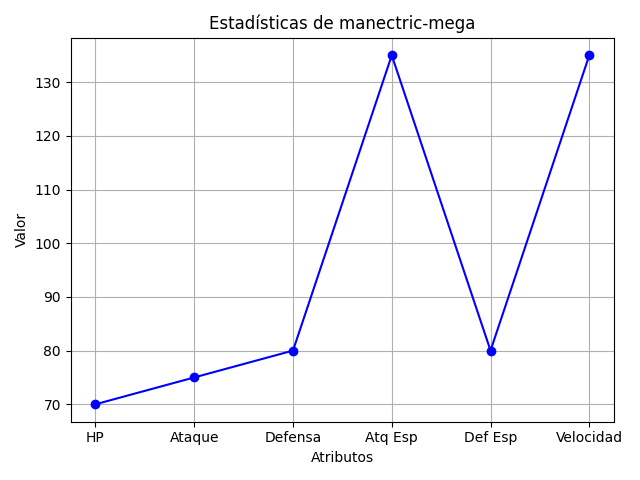 Estadísticas de manectric-mega
Valor
130
120
110
100
90
80
70
HP Ataque Defensa Atq Esp Def Esp Velocidad
Atributos